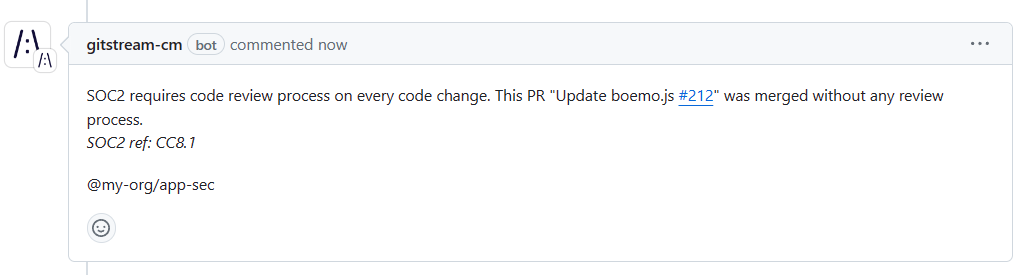 gitstream-cm bot commented now
SOC2 requires code review process on every code change. This PR "Update boemo.js #212" was merged without any review
process.
SOC2 ref: CC8.1
@my-org/app-sec